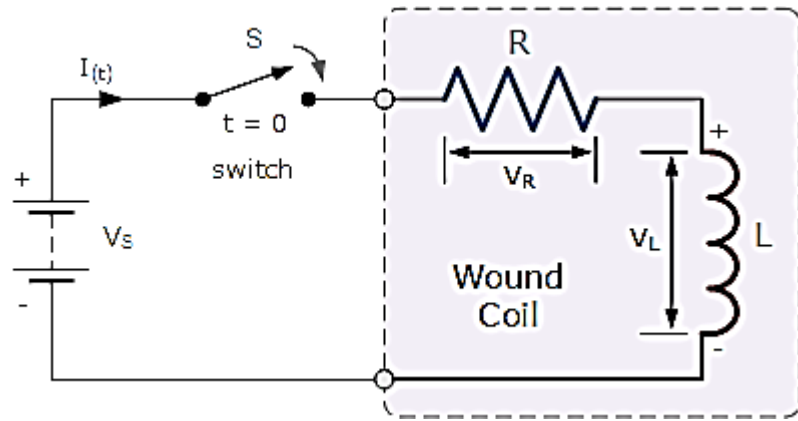 S
R
I(t)
t = 0
switch
+
VS
-
VR
+
VL
L
-
Wound
Coil